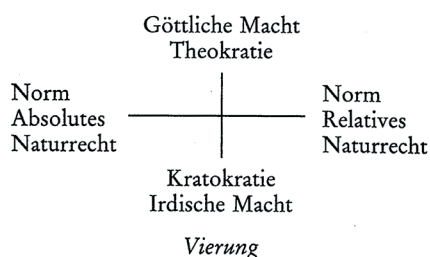 Göttliche Macht
Theokratie
Norm
Absolutes
Naturrecht
Norm
Relatives
Naturrecht
Kratokratie
Irdische Macht
Vierung